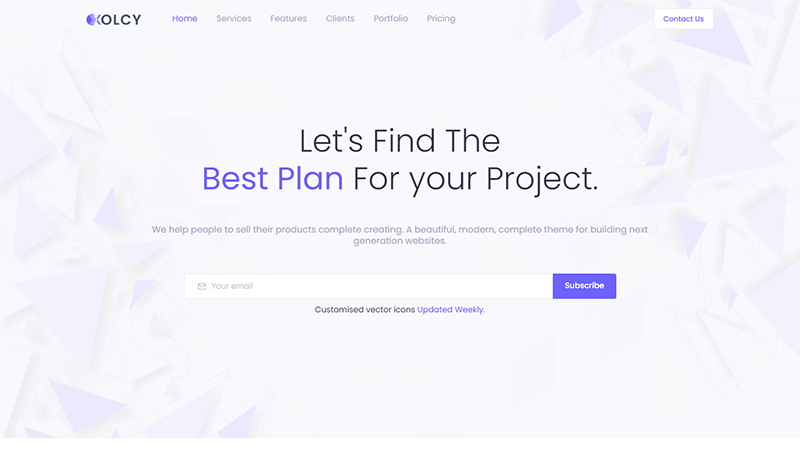 XOLCY Home Services Features Clients Portfolio Pricing Contact Us
Let's Find The
Best Plan For your Project.
We help people to sell their products complete creating. A beautiful, modern, complete theme for building next
generation websites.
Your email Subscribe
Customised vector icons Updated Weekly.